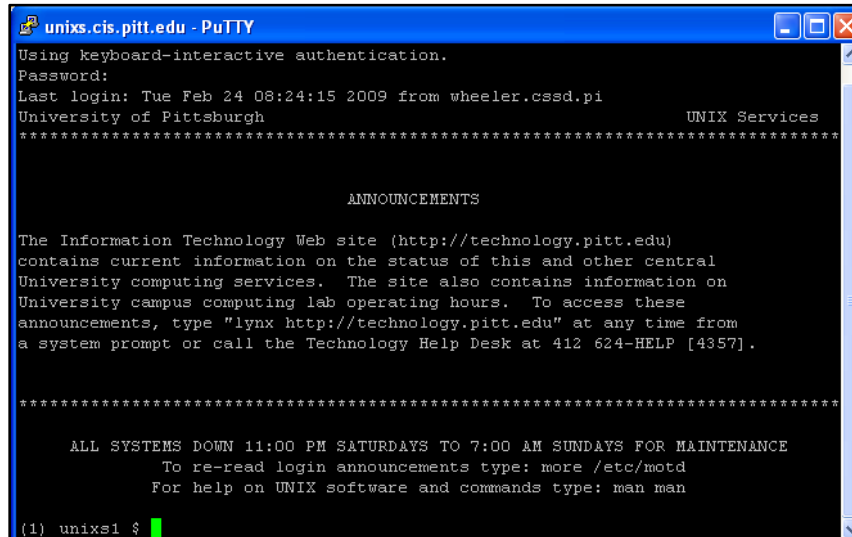 unixs.cis.pitt.edu - PuTTY
Using keyboard-interactive authentication.
Password:
Last login: Tue Feb 24 08:24:15 2009 from wheeler.cssd.pi
University of Pittsburgh UNIX Services
********************************************************************************
ANNOUNCEMENTS
The Information Technology Web site (http://technology.pitt.edu)
contains current information on the status of this and other central
University computing services.  The site also contains information on
University campus computing lab operating hours.  To access these
announcements, type "lynx http://technology.pitt.edu" at any time from
a system prompt or call the Technology Help Desk at 412 624-HELP [4357].
********************************************************************************
ALL SYSTEMS DOWN 11:00 PM SATURDAYS TO 7:00 AM SUNDAYS FOR MAINTENANCE
To re-read login announcements type: more /etc/motd
For help on UNIX software and commands type: man man
(1) unixs1 $